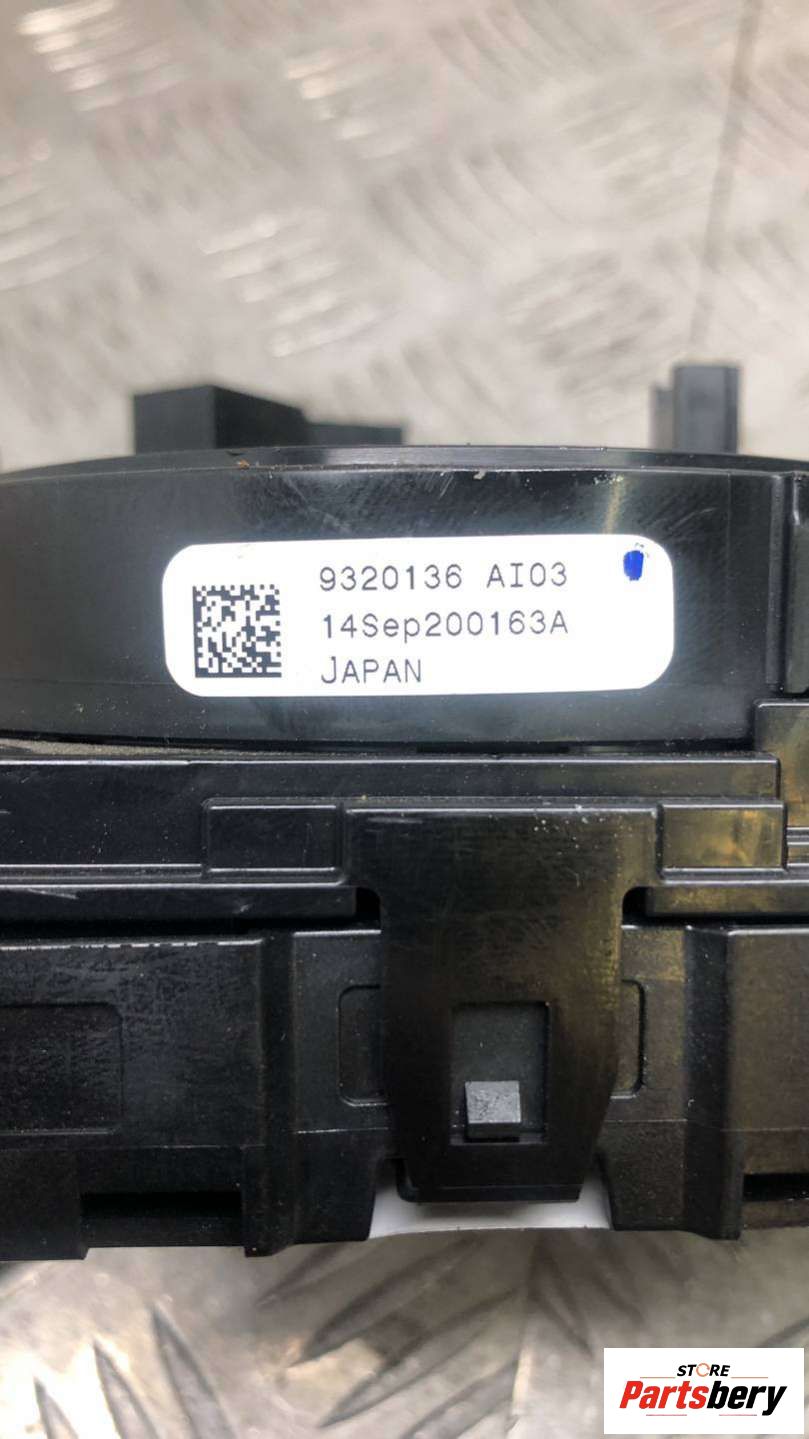 9320136 AI03
14Sep200163A
JAPAN
STORE
Partsbery